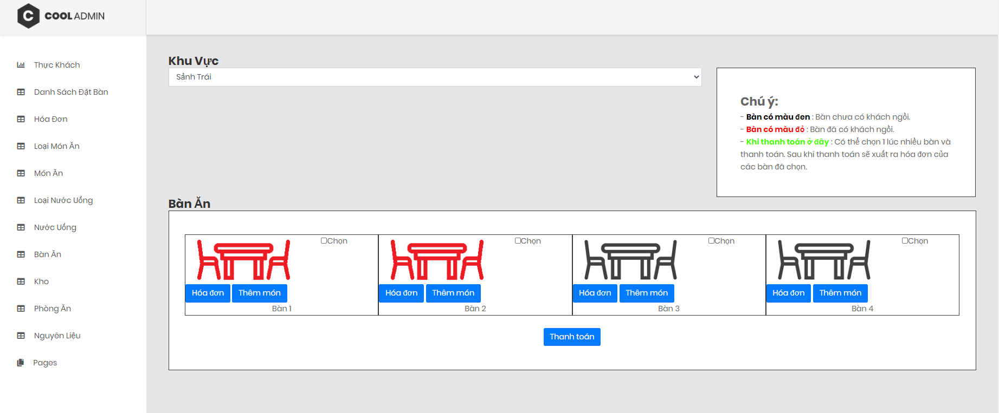 COOL ADMIN
Thực Khách
Danh Sách Đặt Bàn
Hóa Đơn
Loại Món Ăn
Món Ăn
Loại Nước Uống
Nước Uống
Bàn Ăn
Kho
Phòng Ăn
Nguyên Liệu
Pages
Khu Vực
Sảnh Trái
Chú ý:
- Bàn có màu đen : Bàn chưa có khách ngồi.
- Bàn có màu đỏ : Bàn đã có khách ngồi.
- Khi thanh toán ở đây : Có thể chọn 1 lúc nhiều bàn và
thanh toán. Sau khi thanh toán sẽ xuất ra hóa đơn của
các bàn đã chọn.
Bàn Ăn
Chọn
Hóa đơn Thêm món
Bàn 1
Chọn
Hóa đơn Thêm món
Bàn 2
Chọn
Hóa đơn Thêm món
Bàn 3
Chọn
Hóa đơn Thêm món
Bàn 4
Thanh toán